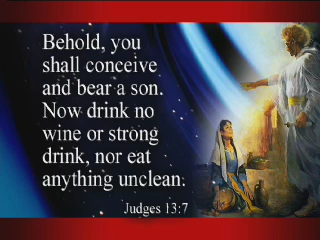 Behold, you
shall conceive
and bear a son.
Now drink no
wine or strong
drink, nor eat
anything unclean.
Judges 13:7